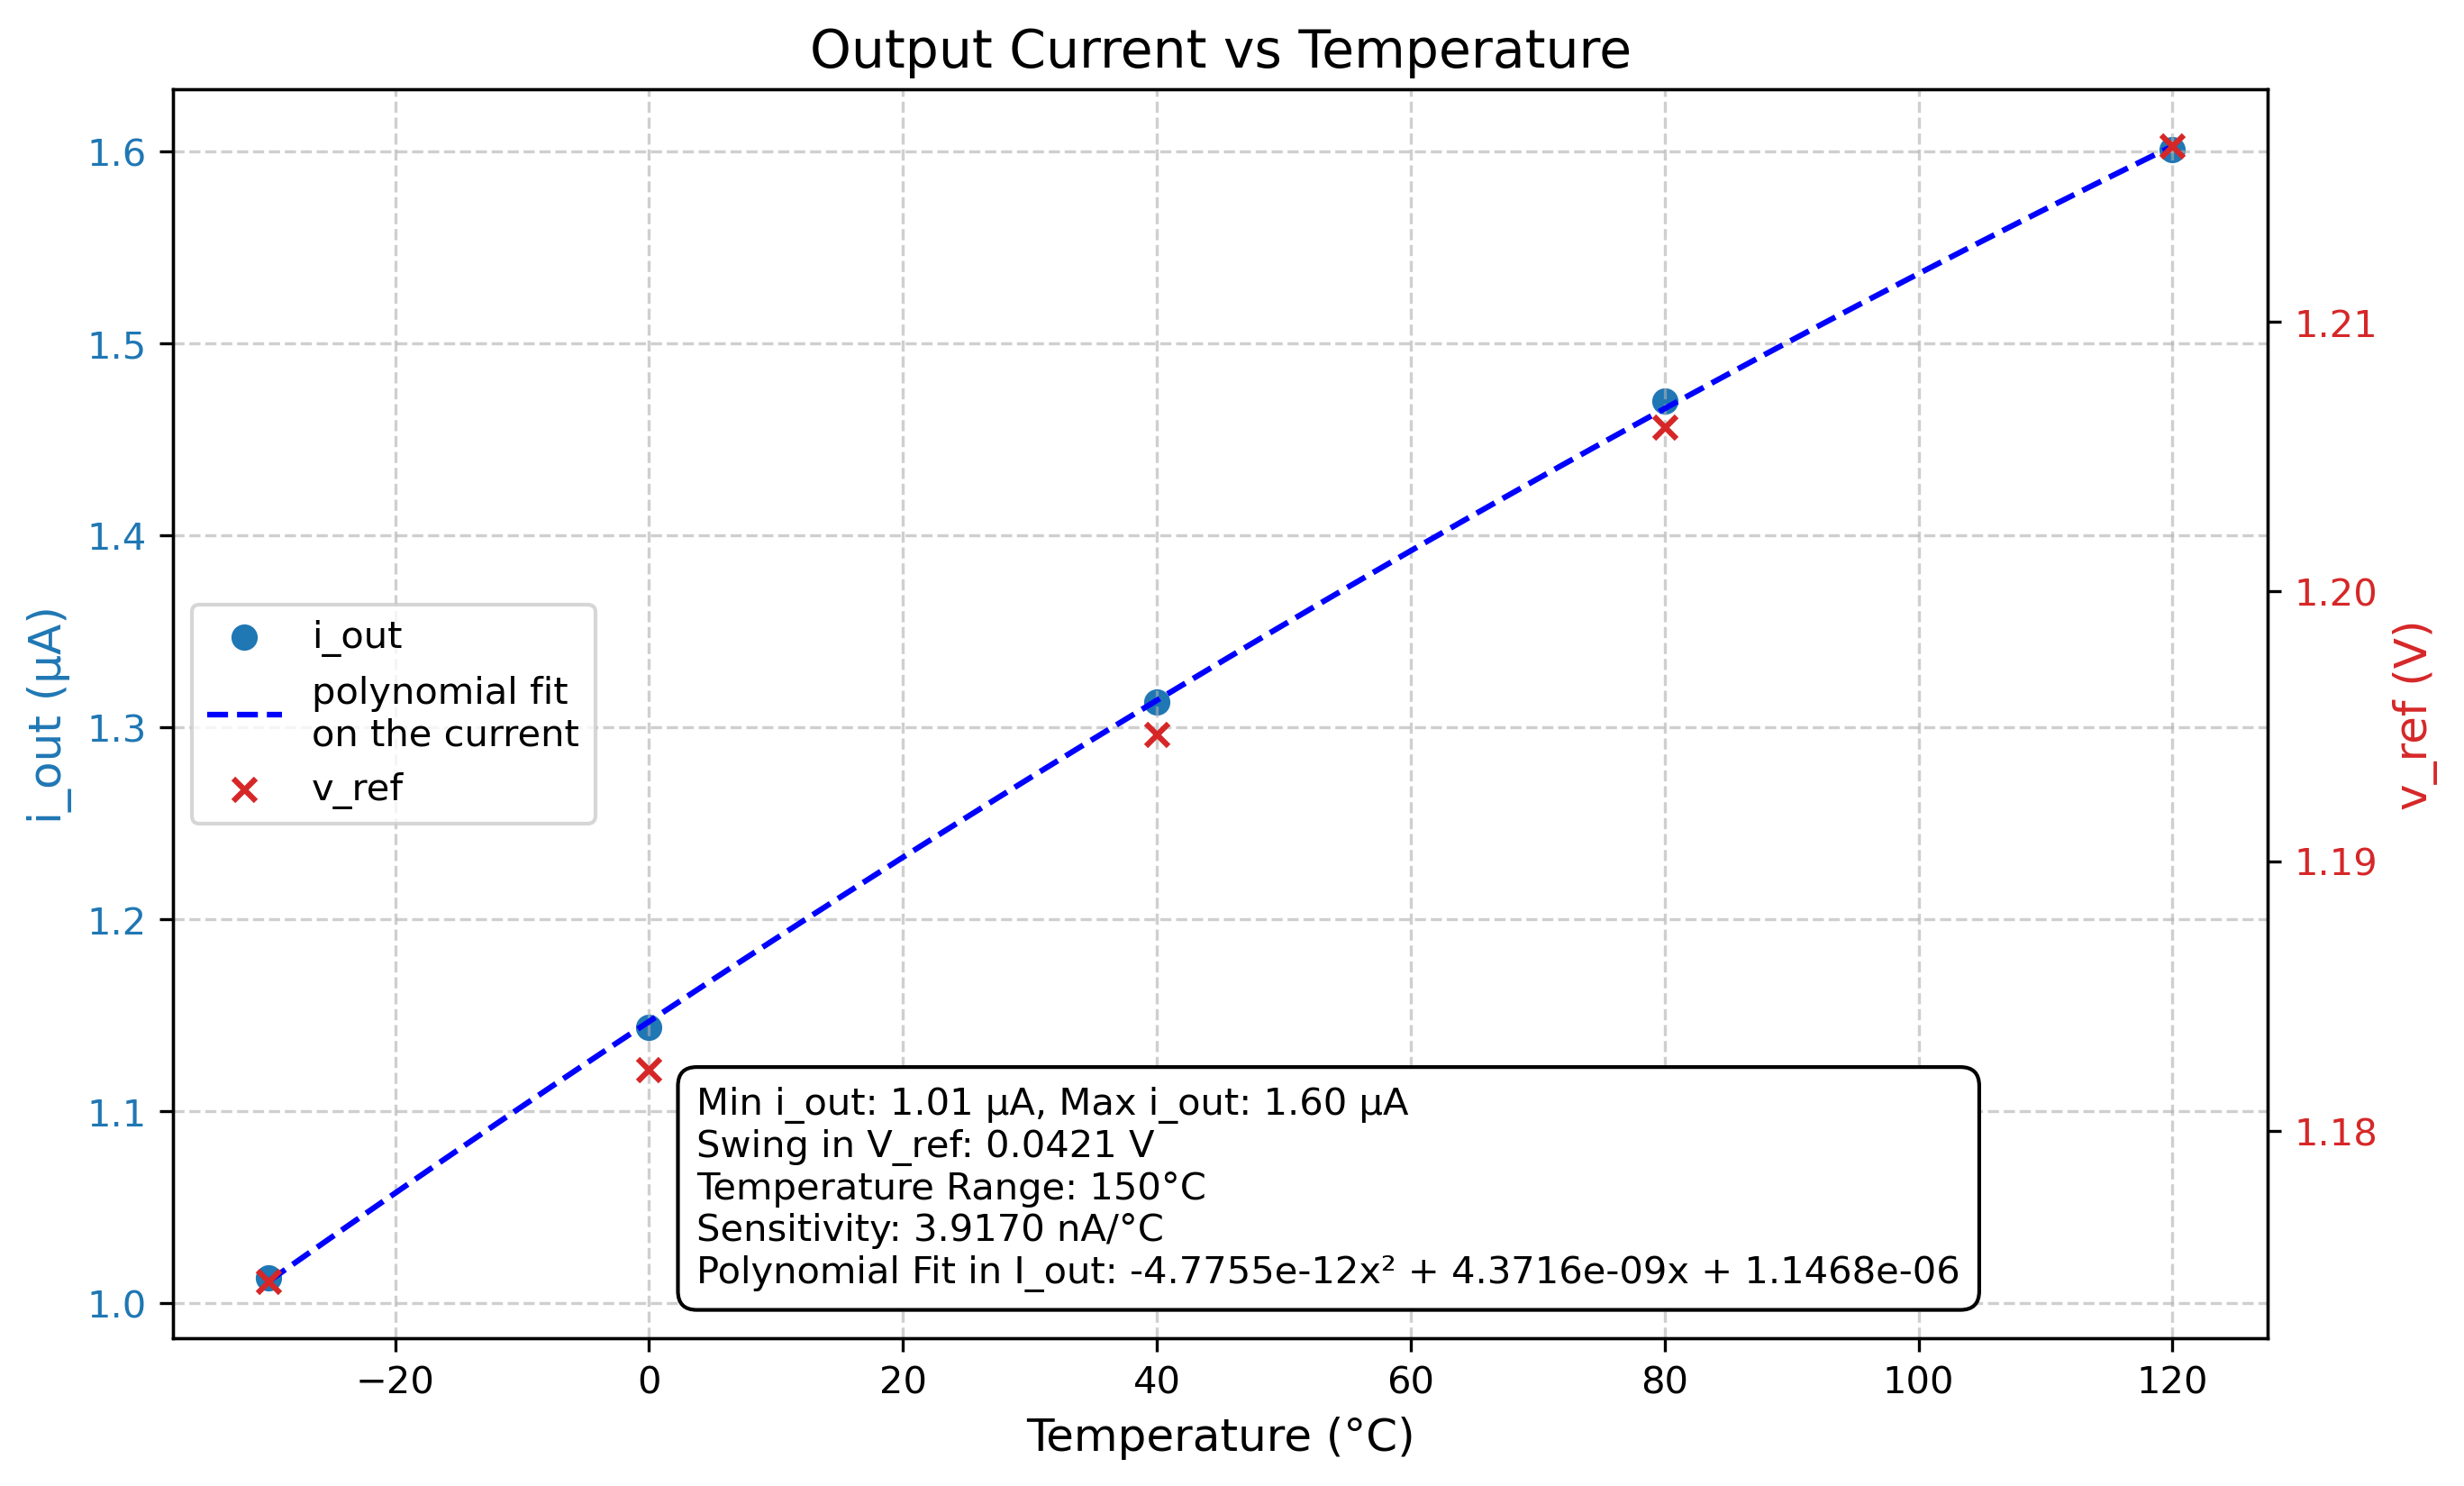 Output Current vs Temperature
i_out (µA)
1.6
1.5
1.4
1.3
1.2
1.1
1.0
i_out
polynomial fit
on the current
v_ref
Min i_out: 1.01 µA, Max i_out: 1.60 µA
Swing in V_ref: 0.0421 V
Temperature Range: 150°C
Sensitivity: 3.9170 nA/°C
Polynomial Fit in I_out: -4.7755e-12x² + 4.3716e-09x + 1.1468e-06
1.21
1.20
1.19
1.18
v_ref (V)
−20 0 20 40 60 80 100 120
Temperature (°C)